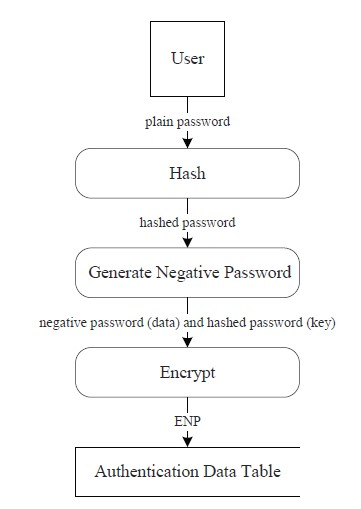 User
plain password
Hash
hashed password
Generate Negative Password
negative password (data) and hashed password (key)
Encrypt
ENP
Authentication Data Table